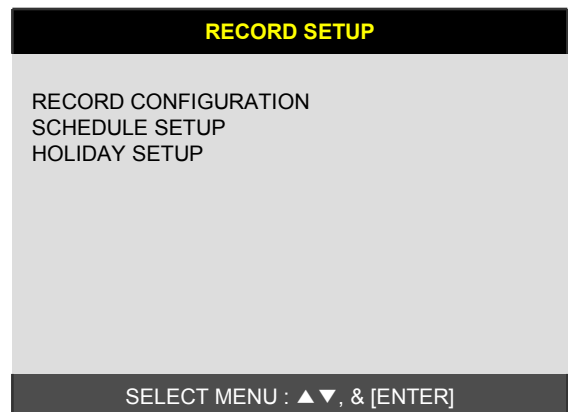 RECORD SETUP
RECORD CONFIGURATION
SCHEDULE SETUP
HOLIDAY SETUP
SELECT MENU : ▲▼, & [ENTER]